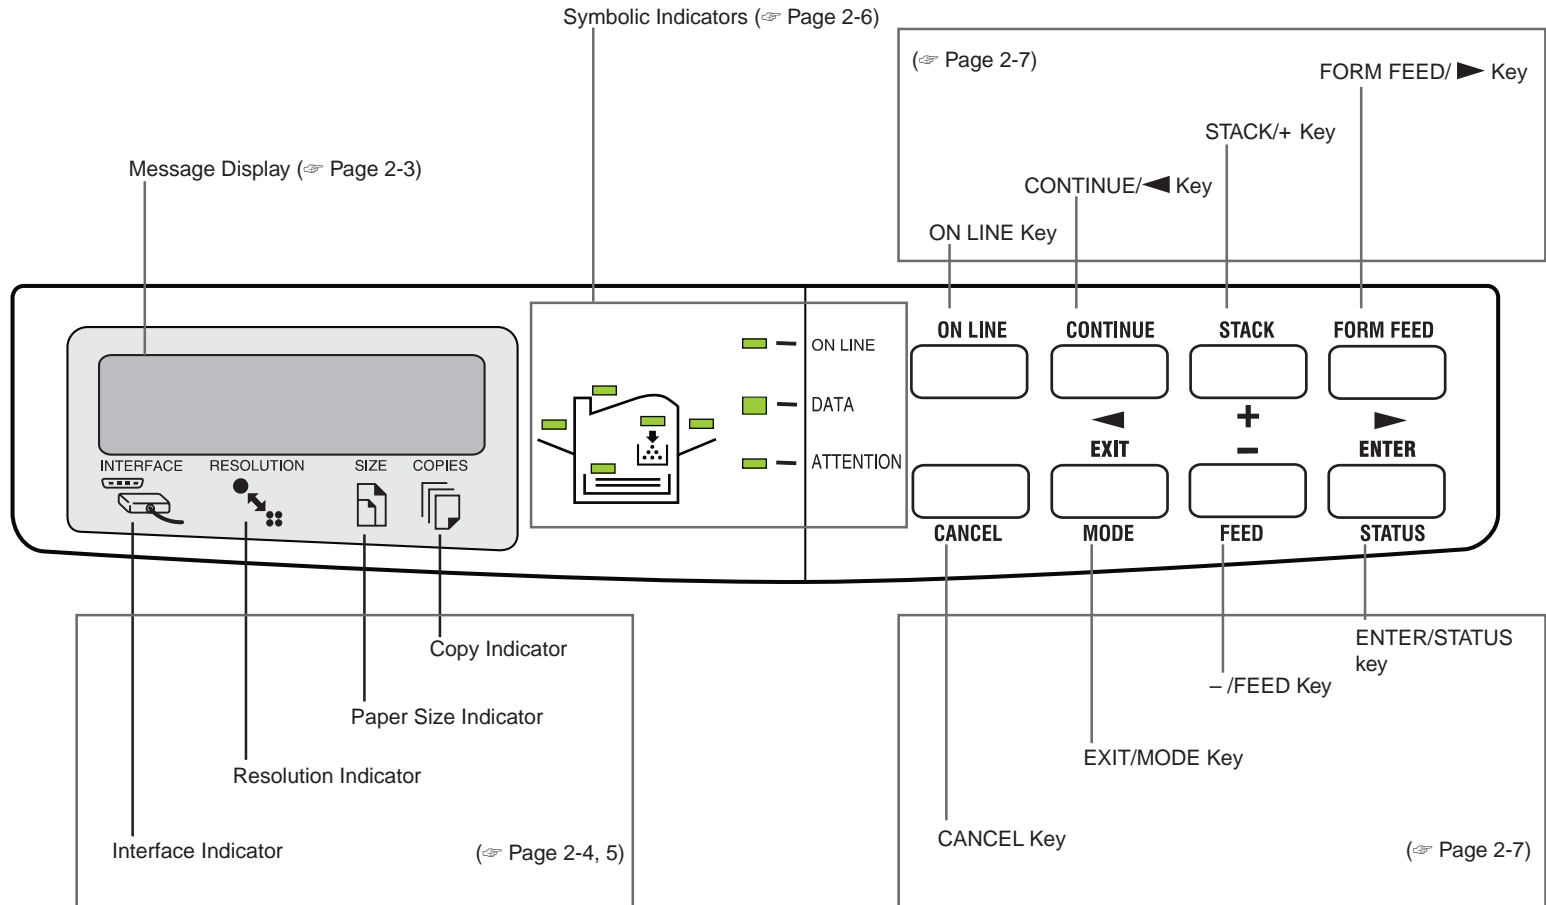 Symbolic Indicators (☞ Page 2-6)
(☞ Page 2-7)
FORM FEED/ ► Key
STACK/+ Key
Message Display (☞ Page 2-3)
CONTINUE/◄ Key
ON LINE Key
ON LINE
CONTINUE
STACK
FORM FEED
ON LINE
DATA
ATTENTION
◄
+
►
EXIT
–
ENTER
INTERFACE
RESOLUTION
SIZE
COPIES
CANCEL
MODE
FEED
STATUS
Copy Indicator
Paper Size Indicator
Resolution Indicator
Interface Indicator
(☞ Page 2-4, 5)
ENTER/STATUS
key
– /FEED Key
EXIT/MODE Key
CANCEL Key
(☞ Page 2-7)